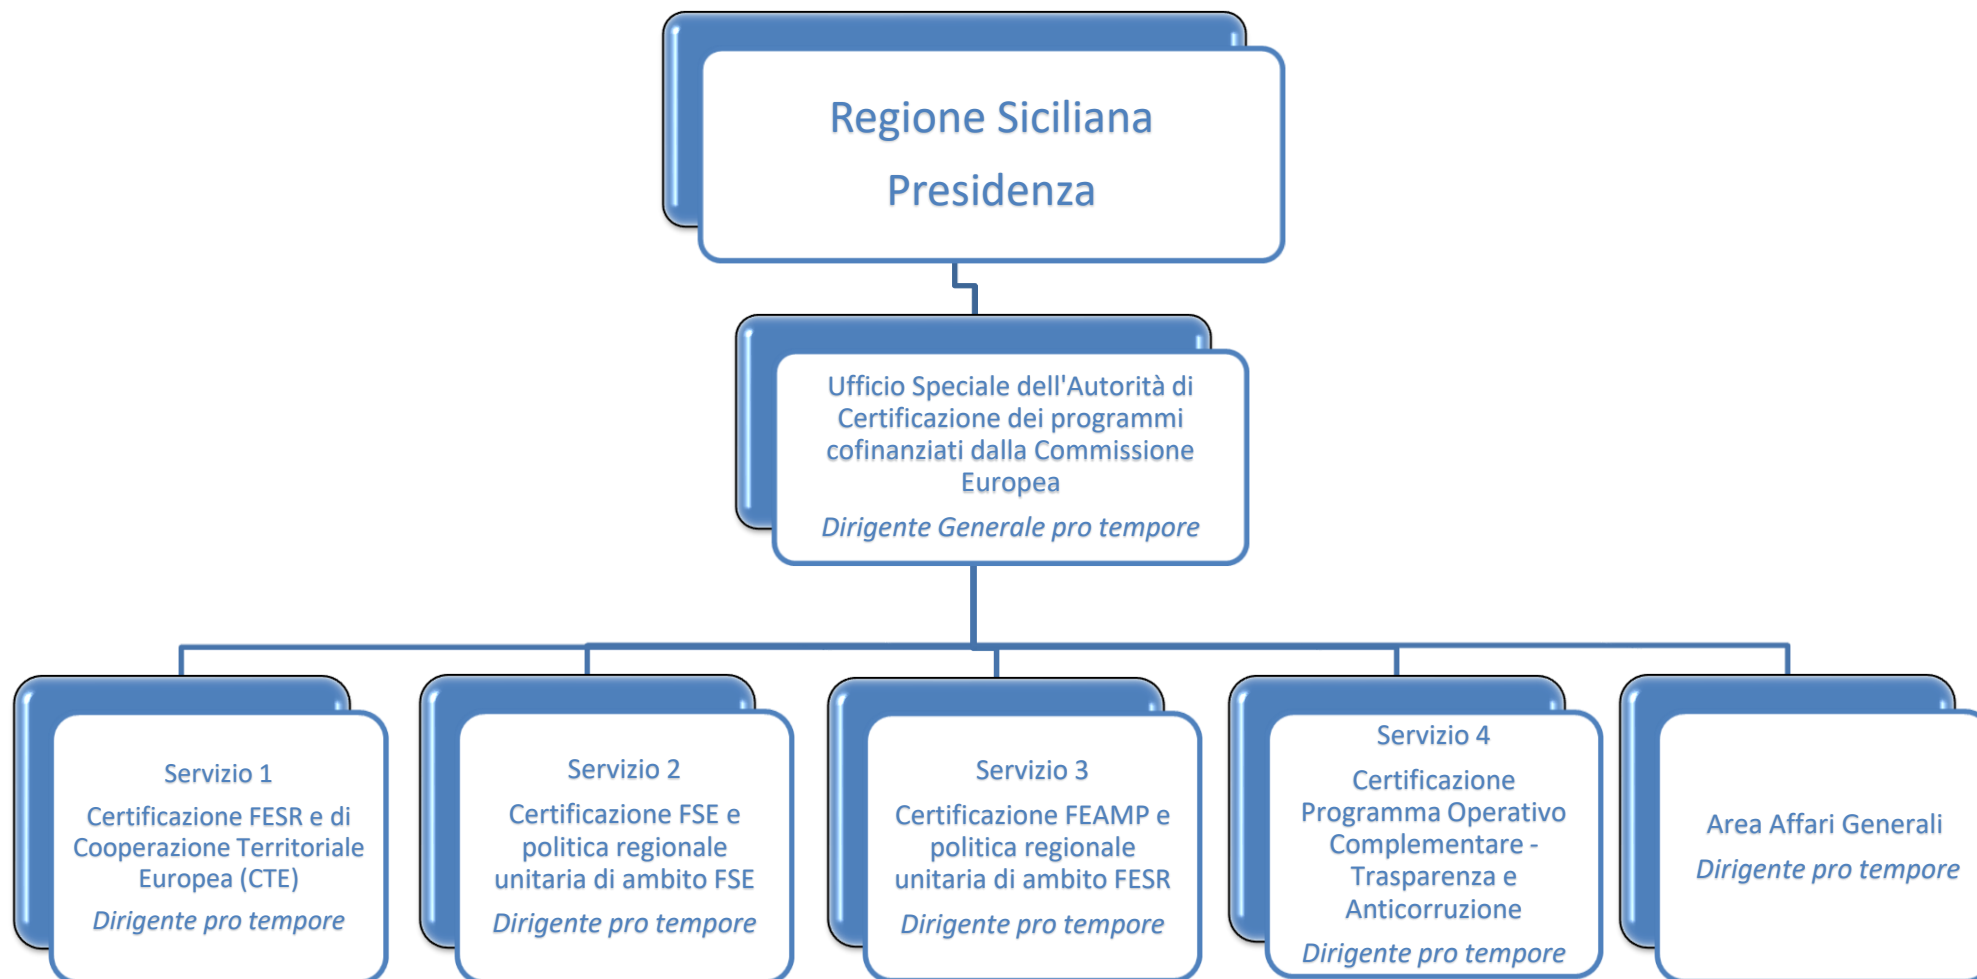 Regione Siciliana
Presidenza
Ufficio Speciale dell'Autorità di
Certificazione dei programmi
cofinanziati dalla Commissione
Europea
Dirigente Generale pro tempore
Servizio 1
Certificazione FESR e di
Cooperazione Territoriale
Europea (CTE)
Dirigente pro tempore
Servizio 2
Certificazione FSE e
politica regionale
unitaria di ambito FSE
Dirigente pro tempore
Servizio 3
Certificazione FEAMP e
politica regionale
unitaria di ambito FESR
Dirigente pro tempore
Servizio 4
Certificazione
Programma Operativo
Complementare -
Trasparenza e
Anticorruzione
Dirigente pro tempore
Area Affari Generali
Dirigente pro tempore